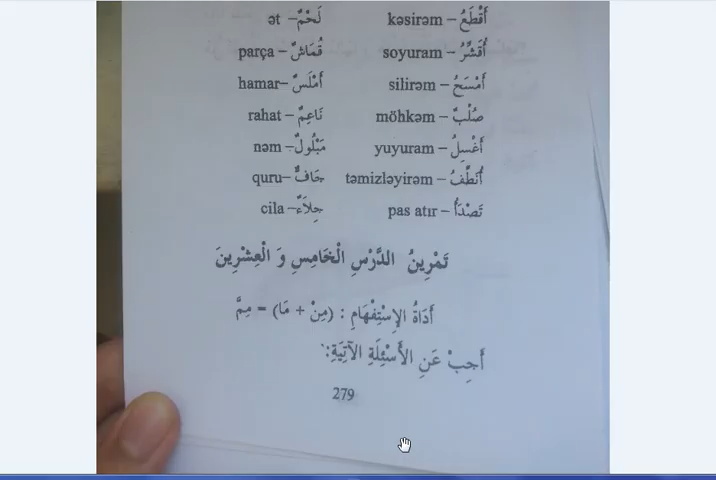 أَقْطَعُ – kəsirəm لَحْمٌ – ət
أُقَشِّرُ – soyuram قُمَاشٌ – parça
أَمْسَحُ – silirəm أَمْلَسٌ – hamar
صُلْبٌ – möhkəm نَاعِمٌ – rahat
أَغْسِلُ – yuyuram مَبْلُولٌ – nəm
أُنَظِّفُ – təmizləyirəm جَافٌّ – quru
تَصْدَأُ – pas atır جِلاَءٌ – cila
تَمْرِينُ الدَّرْسِ الْخَامِسِ وَ الْعِشْرِينَ
أَدَاةُ الإِسْتِفْهَامِ : (مِنْ + مَا) = مِمَّ
أَجِبْ عَنِ الأَسْئِلَةِ الآتِيَةِ:
279